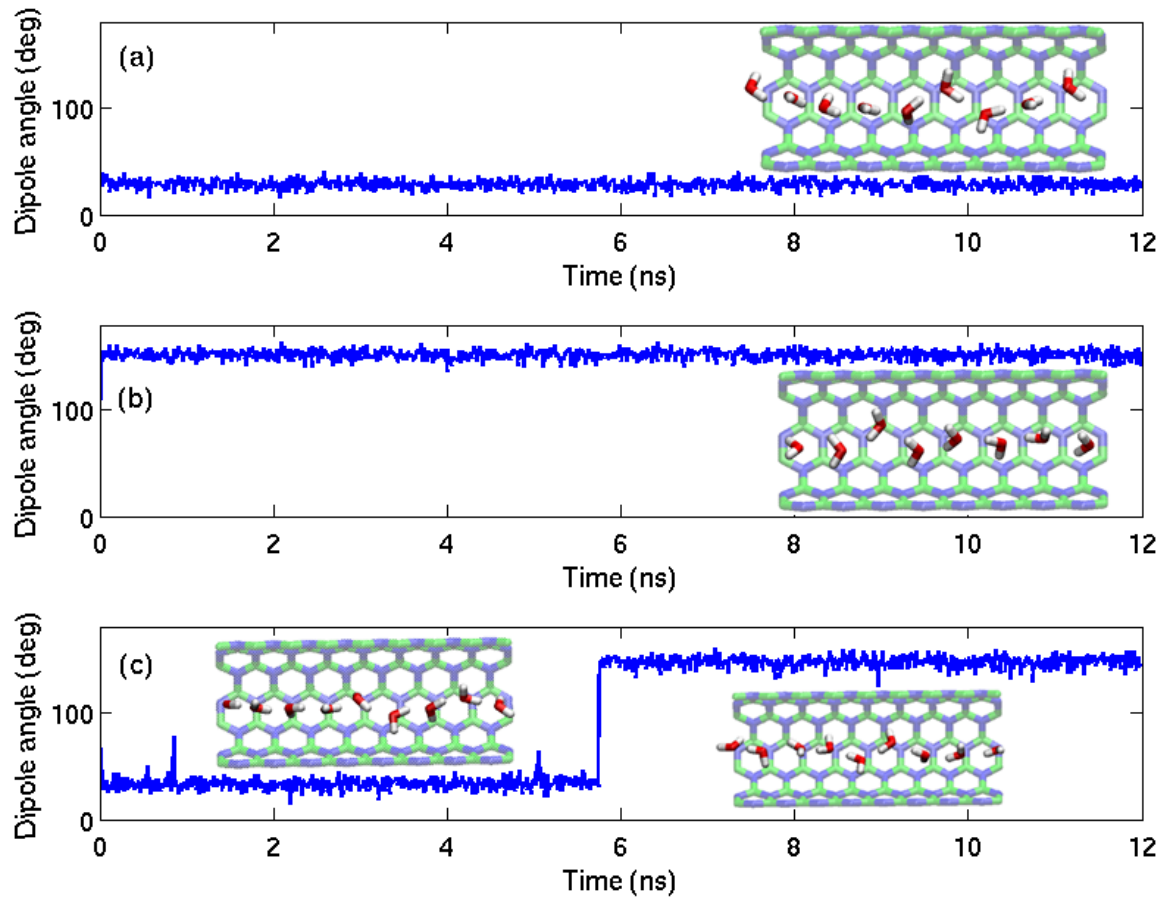 Dipole angle (deg)
(a)
100
0
0 2 4 6 8 10 12
Time (ns)
Dipole angle (deg)
(b)
100
0
0 2 4 6 8 10 12
Time (ns)
Dipole angle (deg)
(c)
100
0
0 2 4 6 8 10 12
Time (ns)